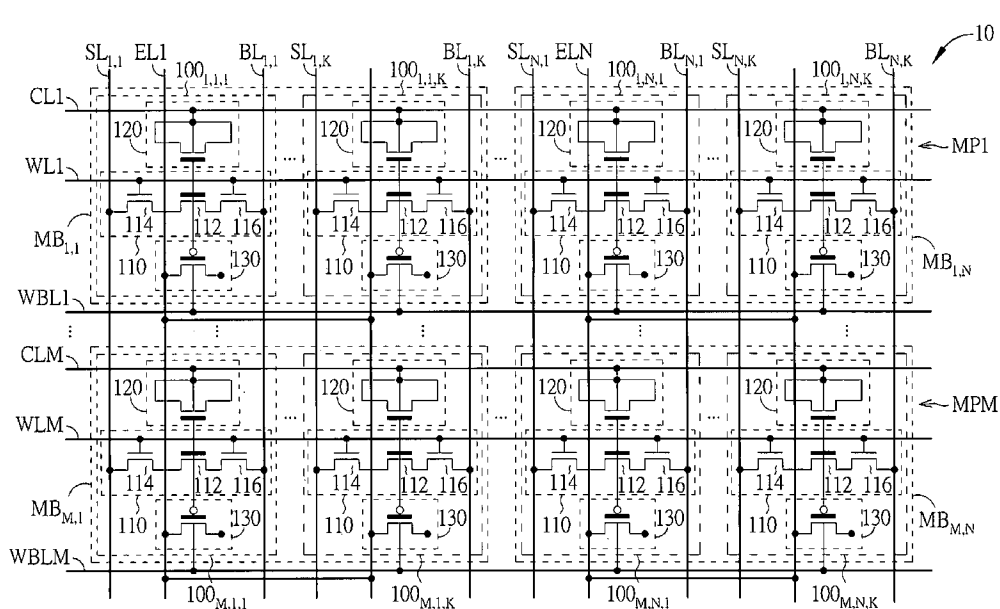 10
SL1,1 EL1 BL1,1 SL1,K BL1,K SLN,1 ELN BLN,1 SLN,K BLN,K
1001,1,1 1001,1,K 1001,N,1 1001,N,K
CL1
120 120 120 120
... ... ... MP1
WL1
114 112 116 114 112 116 114 112 116 114 112 116
MB1,1 MB1,N
110 130 110 130 110 130 110 130
WBL1
⋮ ⋮ ⋮ ⋮ ⋮
CLM
120 120 120 120
... ... ... MPM
WLM
114 112 116 114 112 116 114 112 116 114 112 116
MBM,1 MBM,N
110 130 110 130 110 130 110 130
WBLM
100M,1,1 100M,1,K 100M,N,1 100M,N,K